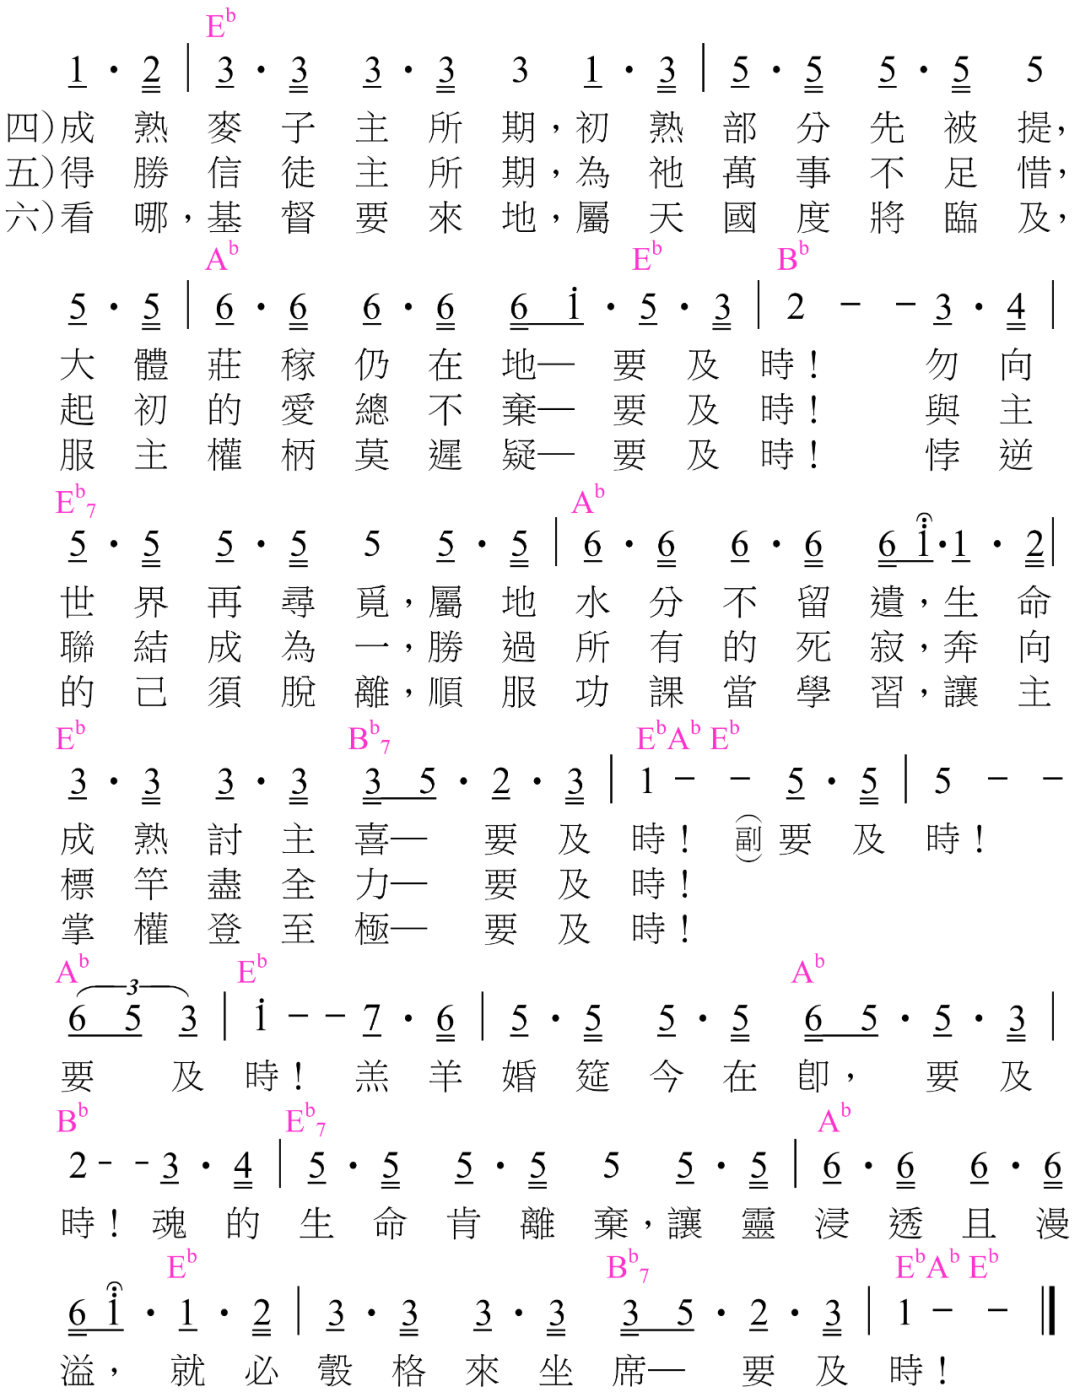 E♭
1 · 2 | 3 · 3 3 · 3 3 1 · 3 | 5 · 5 5 · 5 5
四)成熟麥子主所期，初熟部分先被提，
五)得勝信徒主所期，為祂萬事不足惜，
六)看哪，基督要來地，屬天國度將臨及，
A♭ E♭ B♭
5 · 5 | 6 · 6 6 · 6 6 i · 5 · 3 | 2 - - 3 · 4 |
大體莊稼仍在地—要及時！ 勿向
起初的愛總不棄—要及時！ 與主
服主權柄莫遲疑—要及時！ 悖逆
E♭7 A♭
5 · 5 5 · 5 5 5 · 5 | 6 · 6 6 · 6 6 i · 1 · 2 |
世界再尋覓，屬地水分不留遺，生命
聯結成為一，勝過所有的死寂，奔向
的己須脫離，順服功課當學習，讓主
E♭ B♭7 E♭A♭ E♭
3 · 3 3 · 3 3 5 · 2 · 3 | 1 - - 5 · 5 | 5 - -
成熟討主喜—要及時！ (副)要及時！
標竿盡全力—要及時！
掌權登至極—要及時！
A♭ E♭ A♭
3
6 5 3 | i - - 7 · 6 | 5 · 5 5 · 5 6 5 · 5 · 3 |
要及時！羔羊婚筵今在卽，要及
B♭ E♭7 A♭
2 - - 3 · 4 | 5 · 5 5 · 5 5 5 · 5 | 6 · 6 6 · 6
時！魂的生命肯離棄，讓靈浸透且漫
E♭ B♭7 E♭A♭ E♭
6 i · 1 · 2 | 3 · 3 3 · 3 3 5 · 2 · 3 | 1 - - ‖
溢，就必彀格來坐席—要及時！